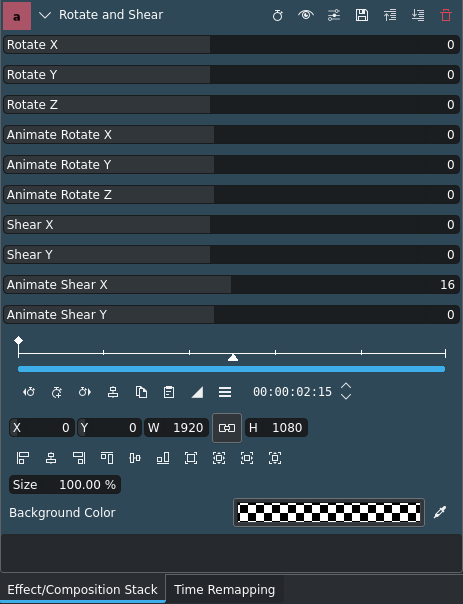 a Rotate and Shear
Rotate X 0
Rotate Y 0
Rotate Z 0
Animate Rotate X 0
Animate Rotate Y 0
Animate Rotate Z 0
Shear X 0
Shear Y 0
Animate Shear X 16
Animate Shear Y 0
00:00:02:15
X 0 Y 0 W 1920 H 1080
Size 100.00 %
Background Color
Effect/Composition Stack Time Remapping